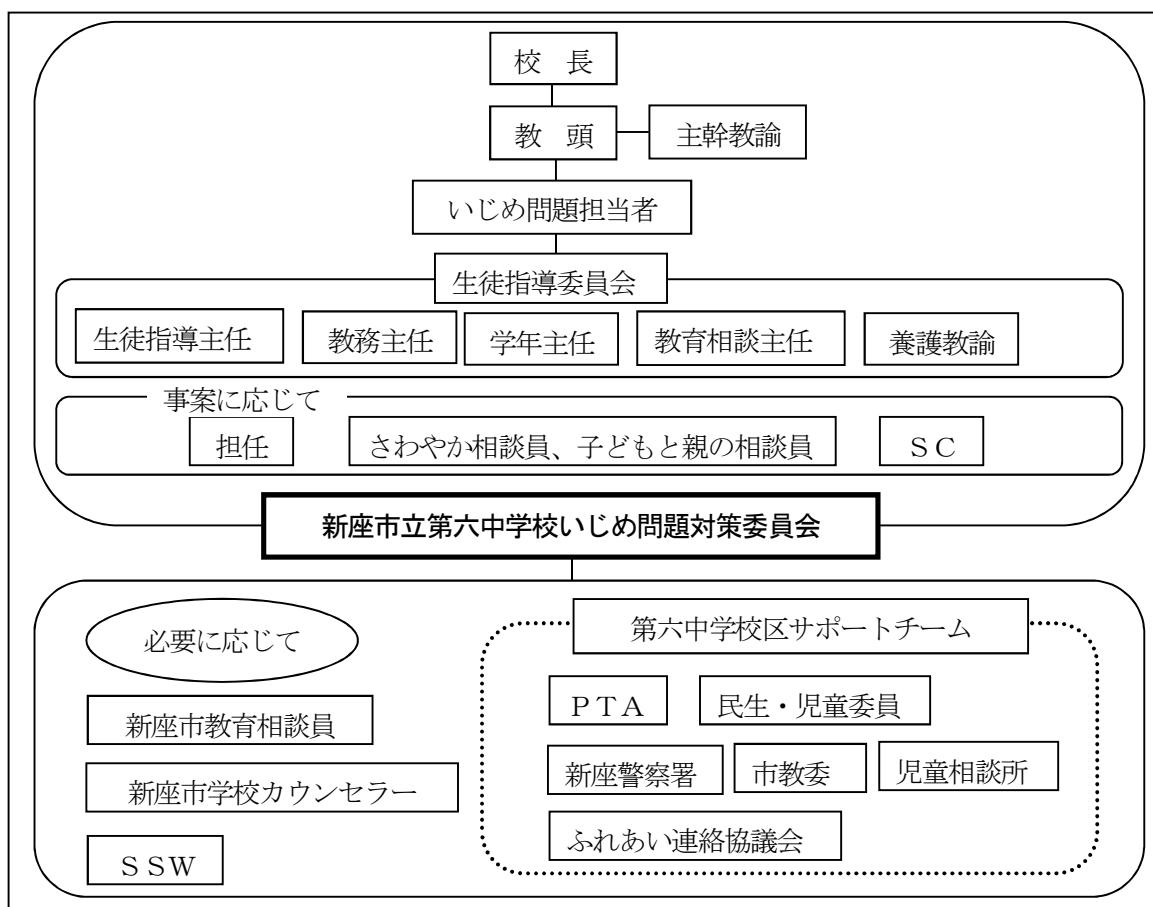 校　長
教　頭
主幹教諭
いじめ問題担当者
生徒指導委員会
生徒指導主任
教務主任
学年主任
教育相談主任
養護教諭
事案に応じて
担任
さわやか相談員、子どもと親の相談員
ＳＣ
新座市立第六中学校いじめ問題対策委員会
必要に応じて
新座市教育相談員
新座市学校カウンセラー
ＳＳＷ
第六中学校区サポートチーム
ＰＴＡ
民生・児童委員
新座警察署
市教委
児童相談所
ふれあい連絡協議会